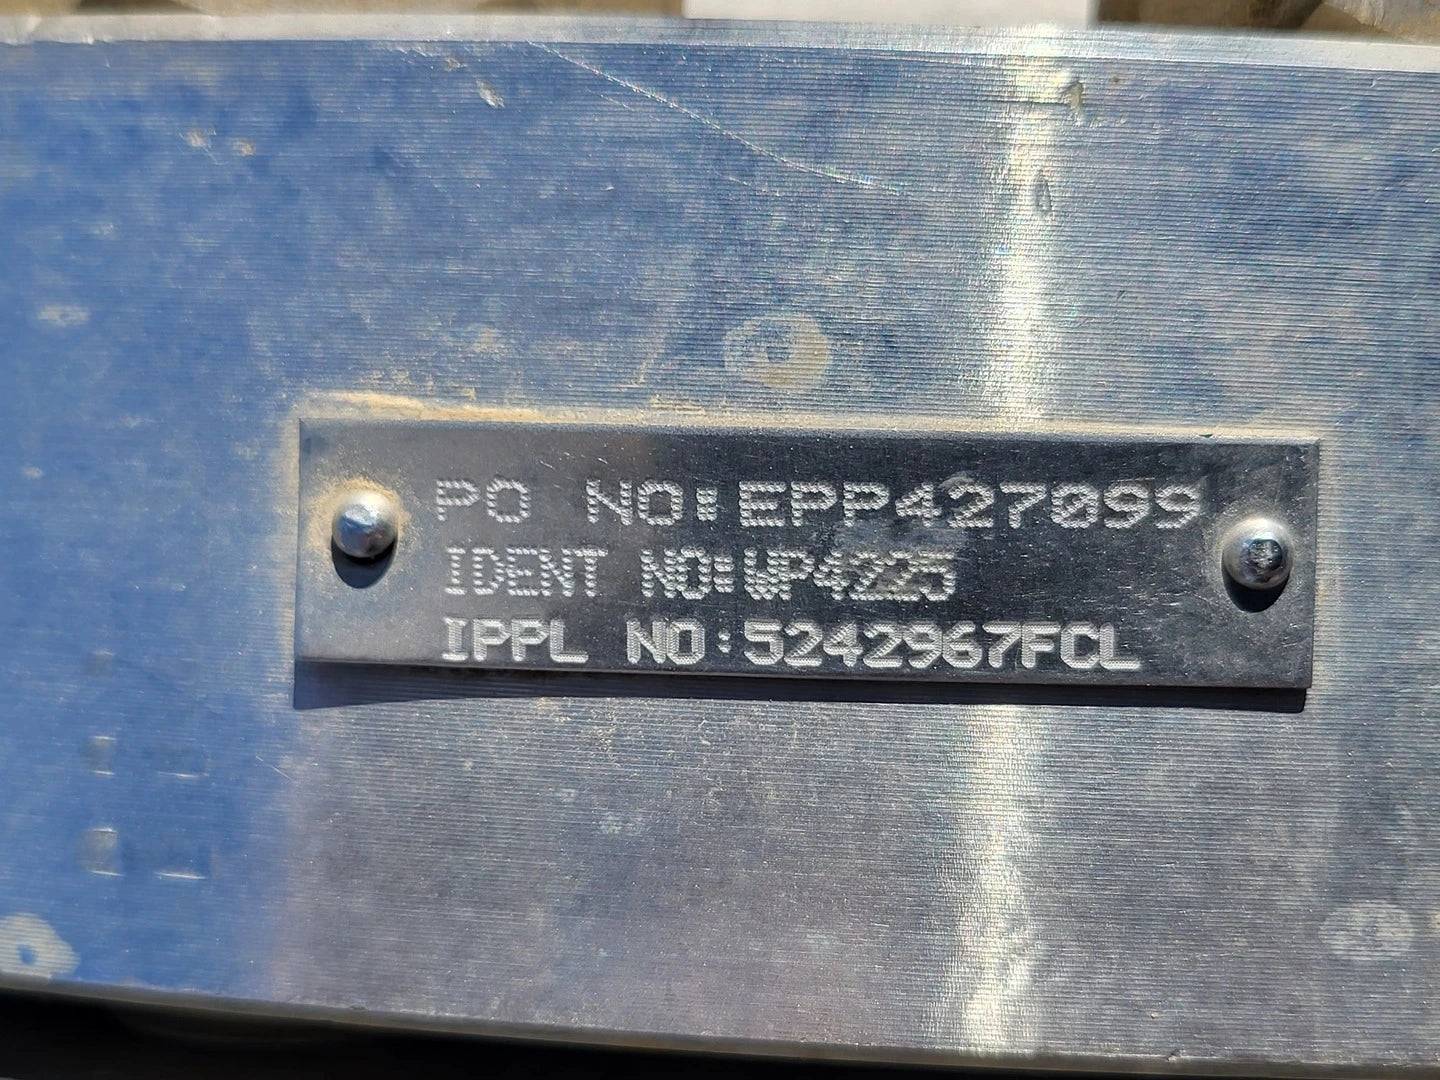 PO NO:EPP427099
IDENT NO:WP4225
IPPL NO:5242967FCL